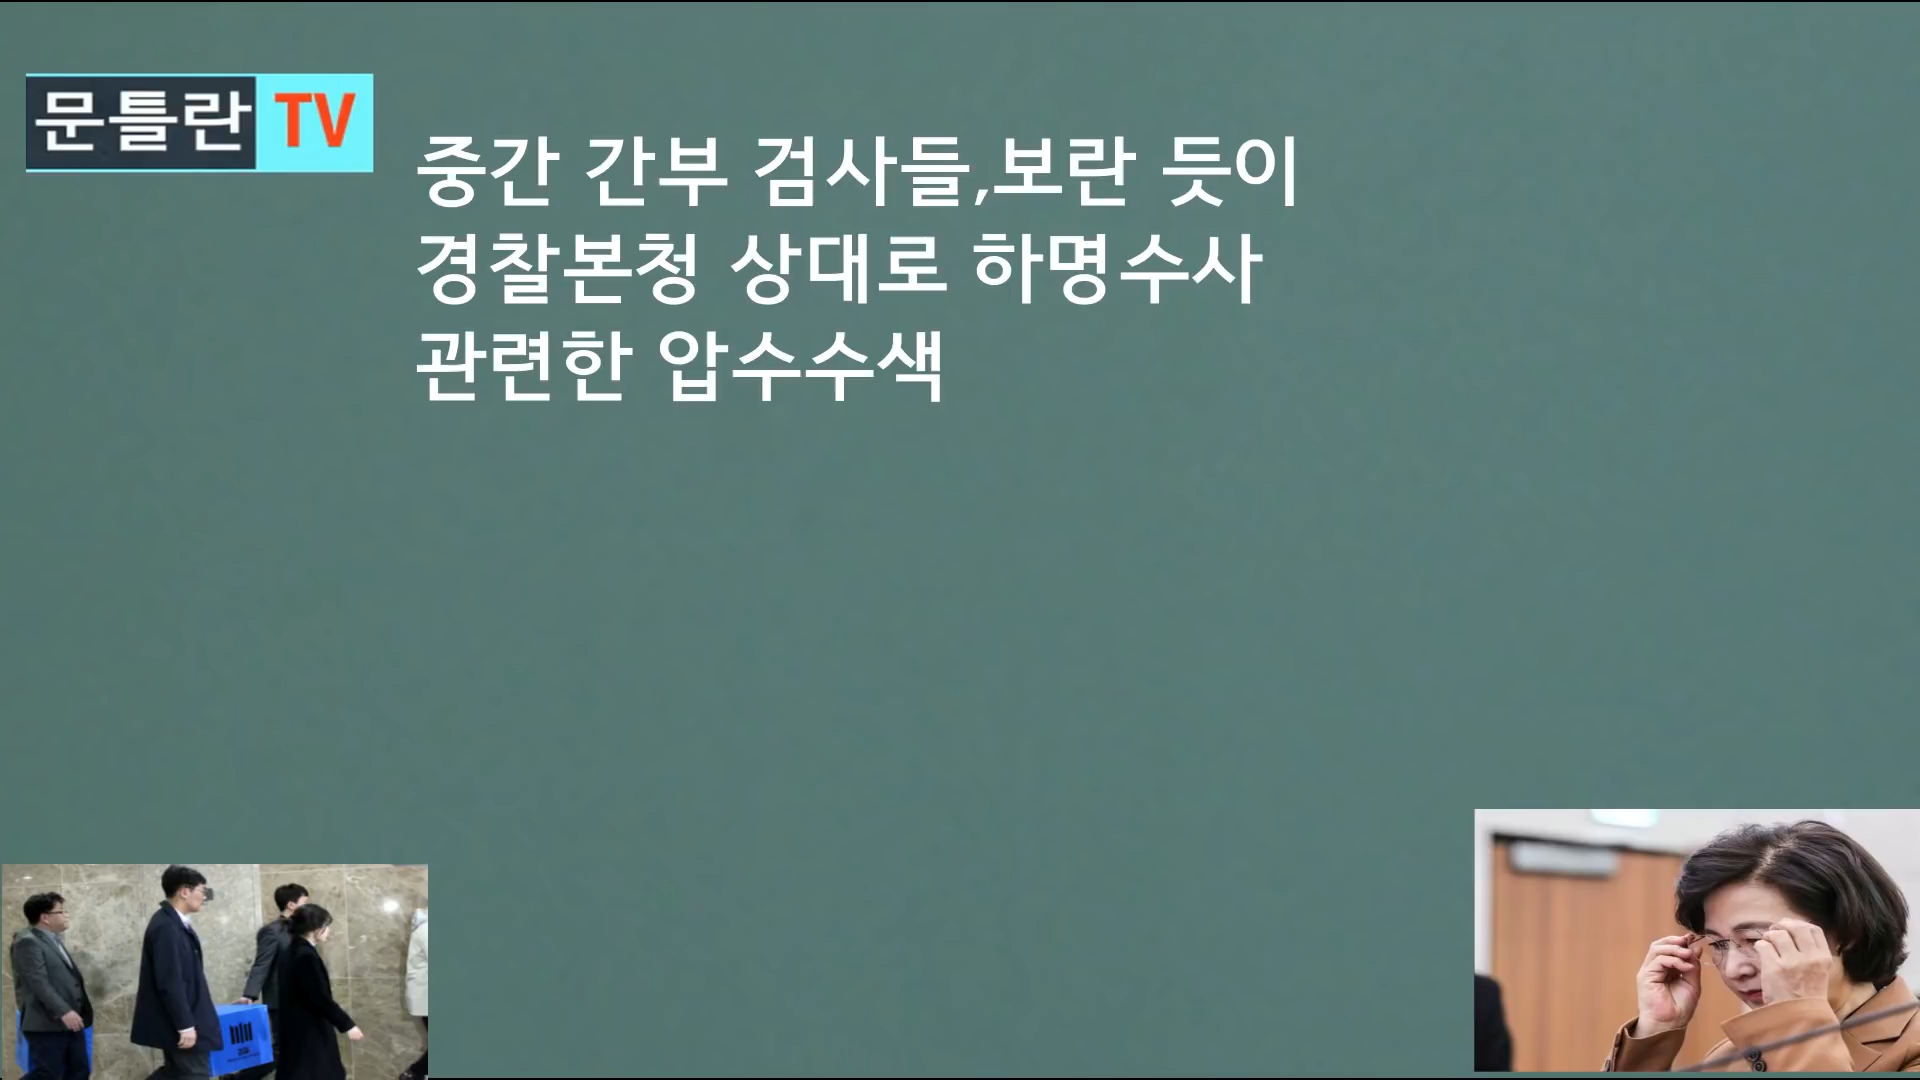 문틀란 TV
중간 간부 검사들,보란 듯이
경찰본청 상대로 하명수사
관련한 압수수색